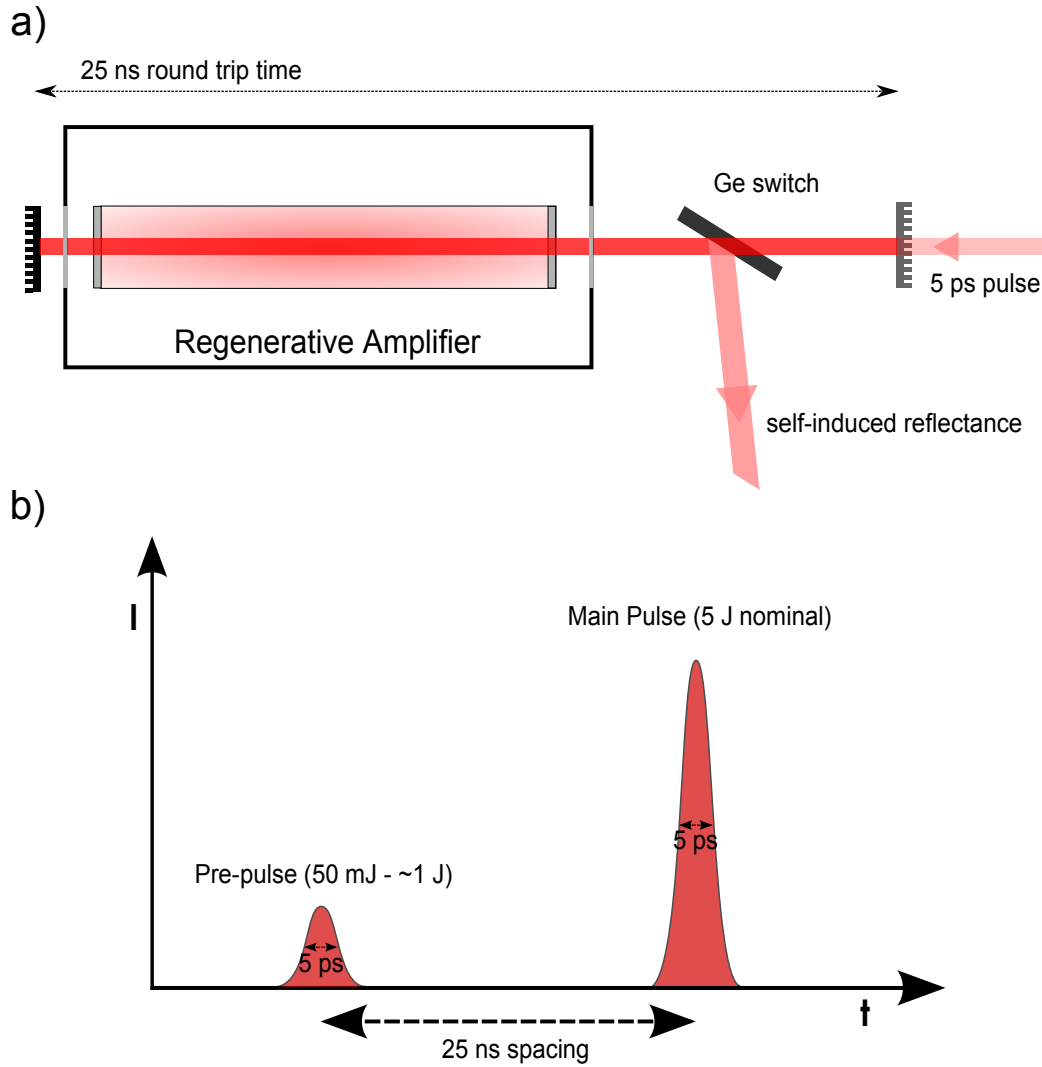 a)
25 ns round trip time
Ge switch
5 ps pulse
Regenerative Amplifier
self-induced reflectance
b)
I
Main Pulse (5 J nominal)
5 ps
Pre-pulse (50 mJ - ~1 J)
5 ps
t
25 ns spacing